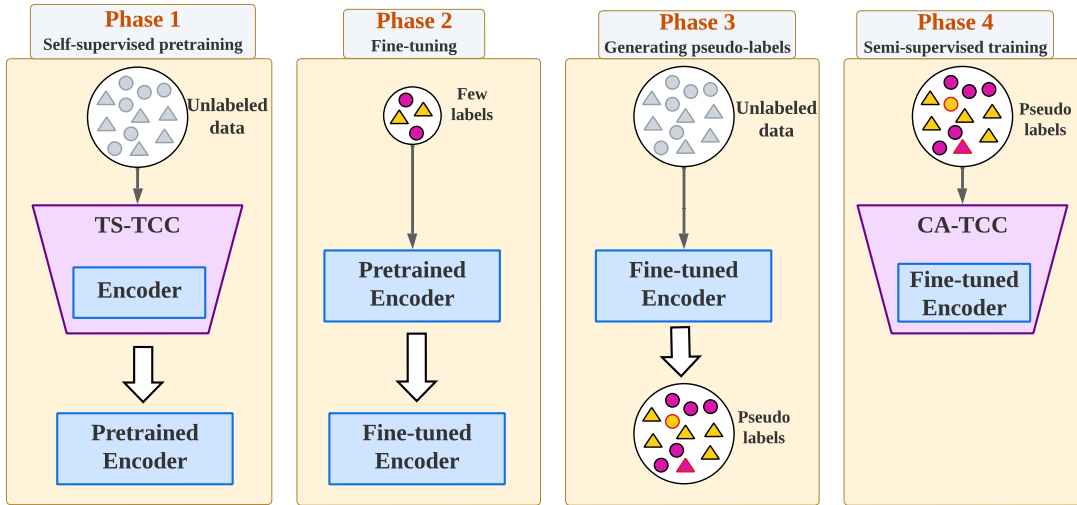 Phase 1
Self-supervised pretraining
Unlabeled
data
TS-TCC
Encoder
Pretrained
Encoder
Phase 2
Fine-tuning
Few
labels
Pretrained
Encoder
Fine-tuned
Encoder
Phase 3
Generating pseudo-labels
Unlabeled
data
Fine-tuned
Encoder
Pseudo
labels
Phase 4
Semi-supervised training
Pseudo
labels
CA-TCC
Fine-tuned
Encoder